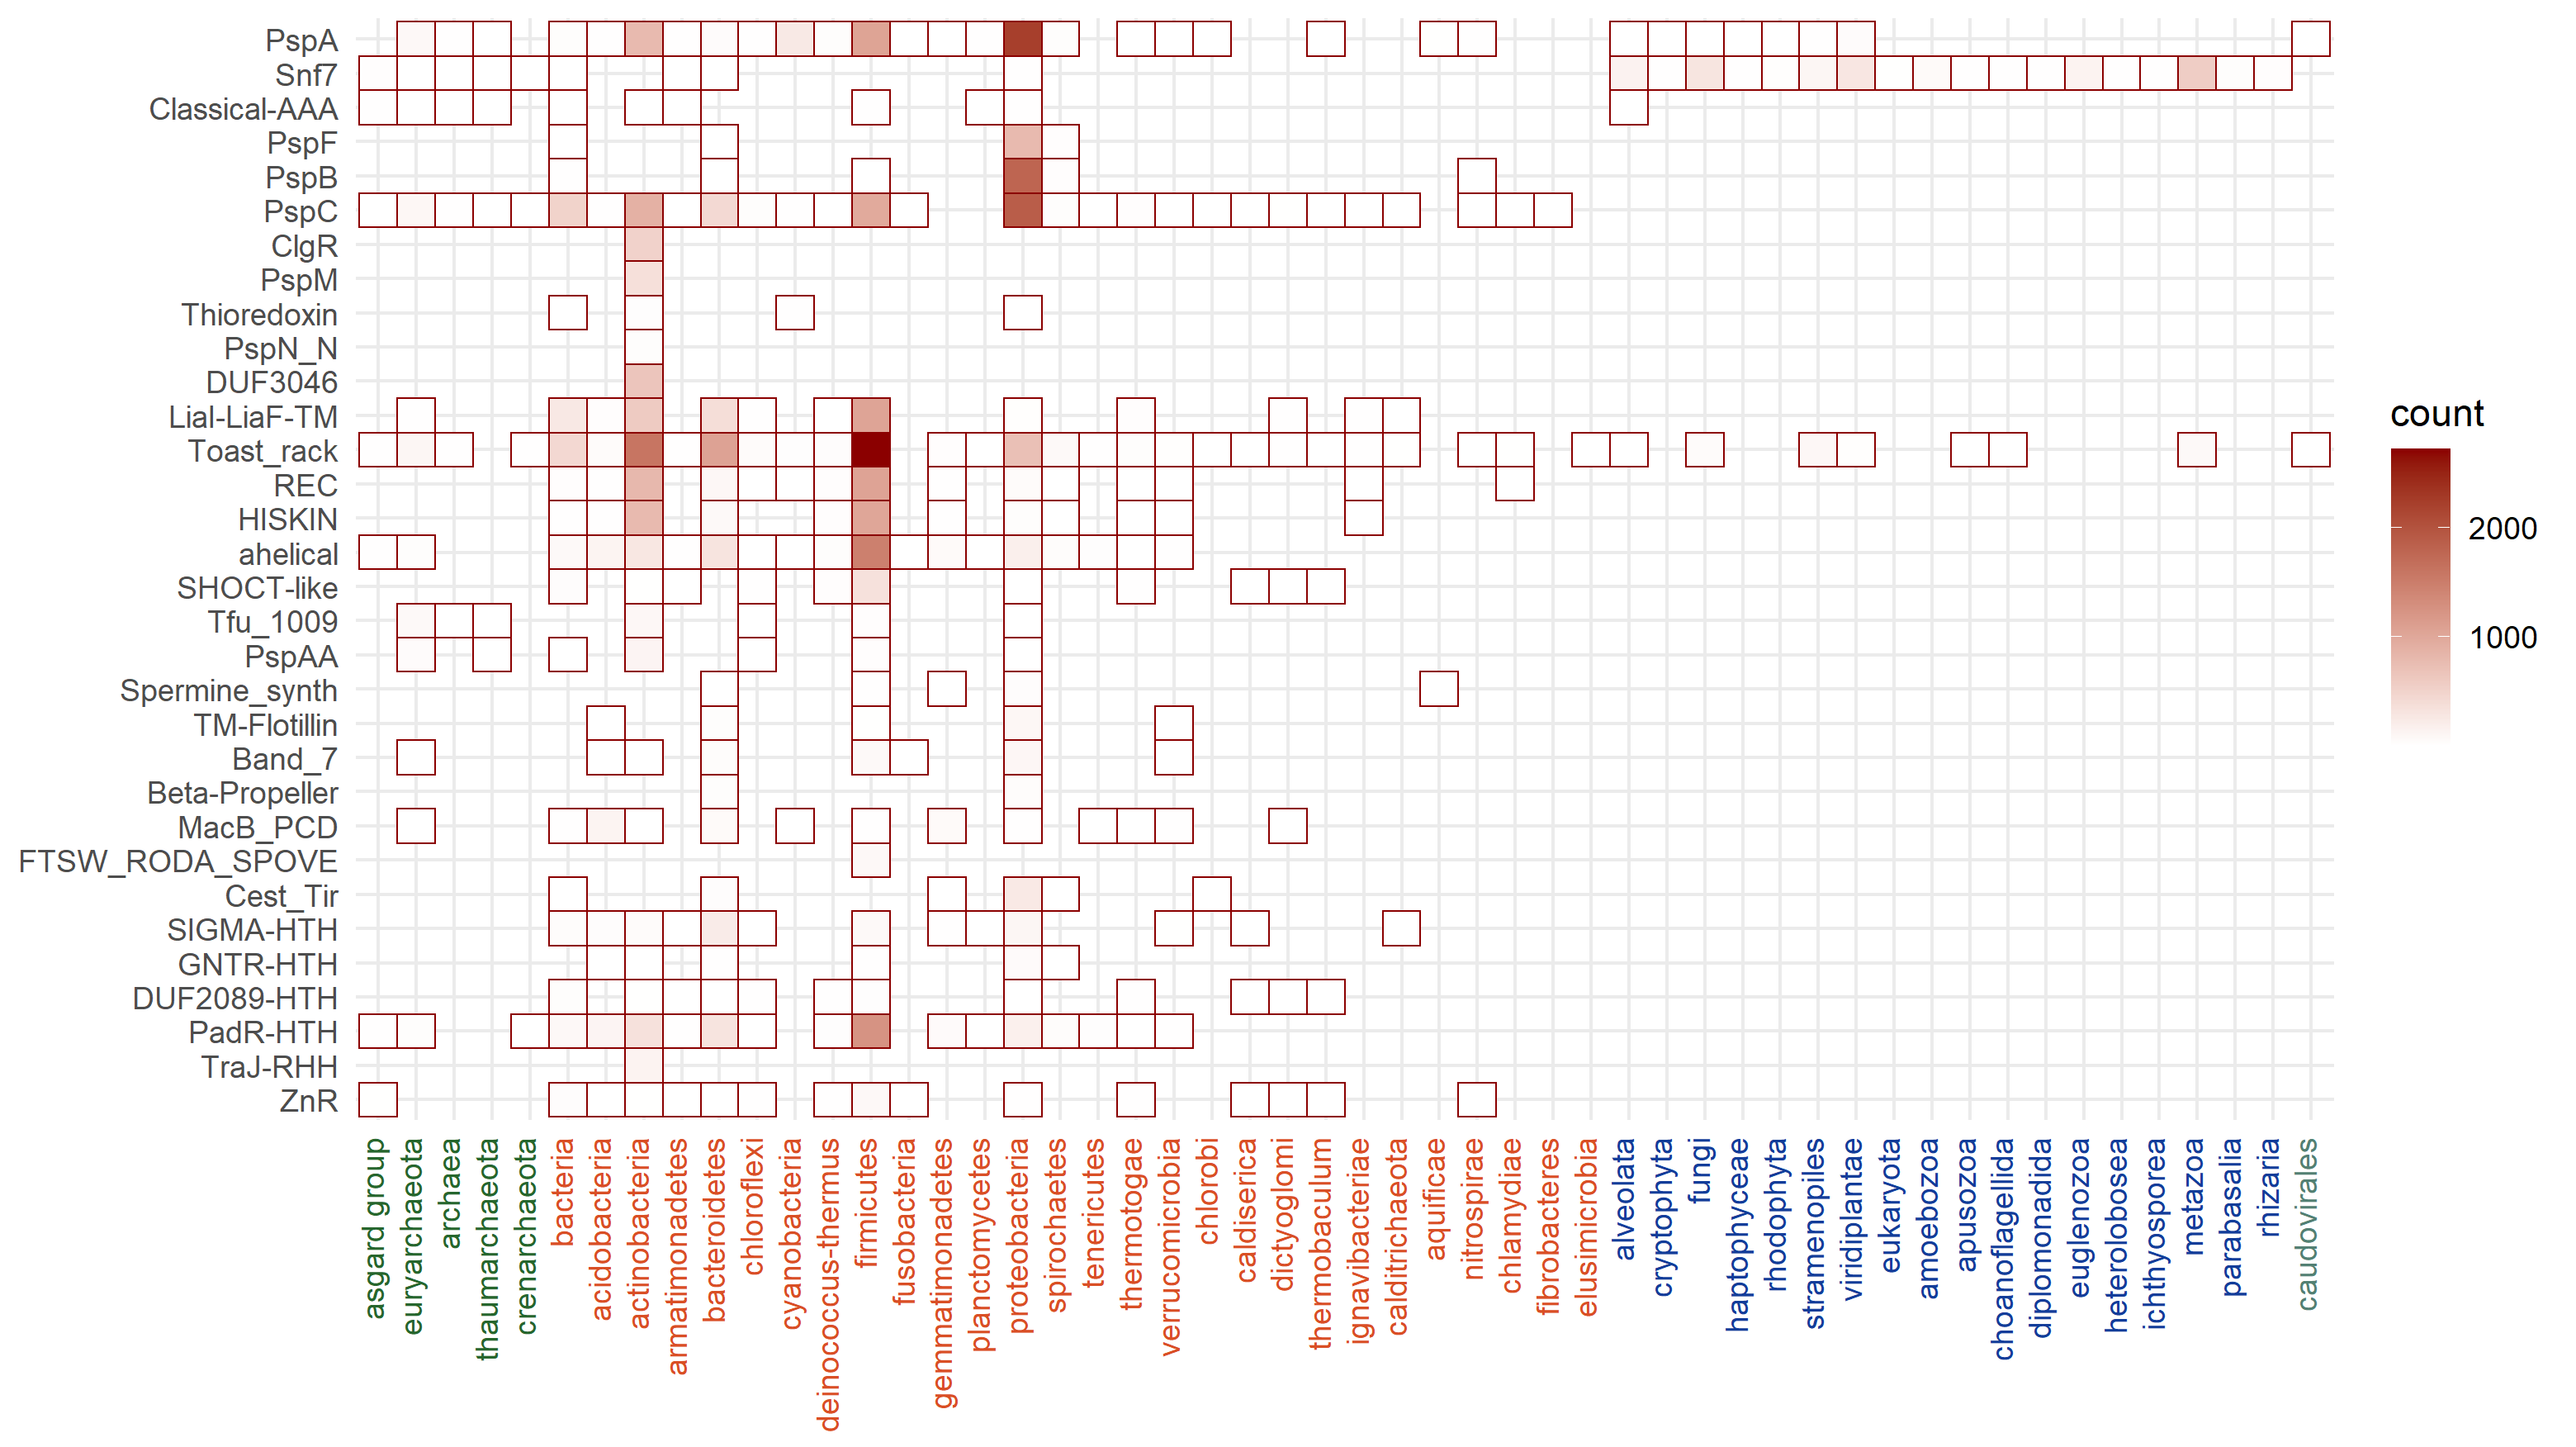 PspA
Snf7
Classical-AAA
PspF
PspB
PspC
ClgR
PspM
Thioredoxin
PspN_N
DUF3046
LiaI-LiaF-TM
Toast_rack
REC
HISKIN
ahelical
SHOCT-like
Tfu_1009
PspAA
Spermine_synth
TM-Flotillin
Band_7
Beta-Propeller
MacB_PCD
FTSW_RODA_SPOVE
Cest_Tir
SIGMA-HTH
GNTR-HTH
DUF2089-HTH
PadR-HTH
TraJ-RHH
ZnR
asgard group
euryarchaeota
archaea
thaumarchaeota
crenarchaeota
bacteria
acidobacteria
actinobacteria
armatimonadetes
bacteroidetes
chloroflexi
cyanobacteria
deinococcus-thermus
firmicutes
fusobacteria
gemmatimonadetes
planctomycetes
proteobacteria
spirochaetes
tenericutes
thermotogae
verrucomicrobia
chlorobi
caldiserica
dictyoglomi
thermobaculum
ignavibacteriae
calditrichaeota
aquificae
nitrospirae
chlamydiae
fibrobacteres
elusimicrobia
alveolata
cryptophyta
fungi
haptophyceae
rhodophyta
stramenopiles
viridiplantae
eukaryota
amoebozoa
apusozoa
choanoflagellida
diplomonadida
euglenozoa
heterolobosea
ichthyosporea
metazoa
parabasalia
rhizaria
caudovirales
count
2000
1000